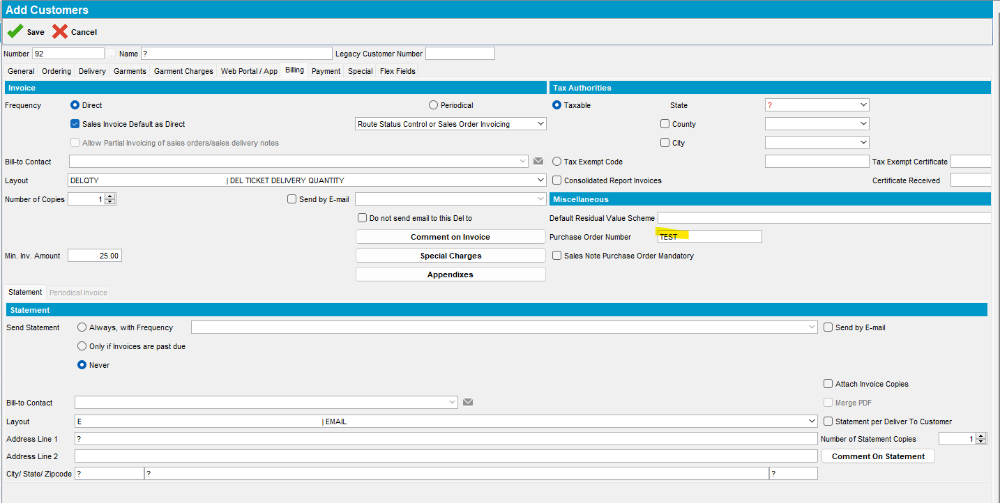 Add Customers
Save Cancel
Number 92 ... Name ? Legacy Customer Number
General Ordering Delivery Garments Garment Charges Web Portal / App Billing Payment Special Flex Fields
Invoice Tax Authorities
Frequency Direct Periodical Taxable State ?
Sales Invoice Default as Direct Route Status Control or Sales Order Invoicing County
Allow Partial Invoicing of sales orders/sales delivery notes City
Bill-to Contact Tax Exempt Code Tax Exempt Certificate
Layout DELQTY | DEL TICKET DELIVERY QUANTITY Consolidated Report Invoices Certificate Received
Number of Copies 1 Send by E-mail Miscellaneous
Do not send email to this Del to Default Residual Value Scheme
Comment on Invoice Purchase Order Number TEST
Min. Inv. Amount 25.00 Special Charges Sales Note Purchase Order Mandatory
Appendixes
Statement Periodical Invoice
Statement
Send Statement Always, with Frequency Send by E-mail
Only if Invoices are past due
Never
Attach Invoice Copies
Bill-to Contact Merge PDF
Layout E | EMAIL Statement per Deliver To Customer
Address Line 1 ? Number of Statement Copies 1
Address Line 2 Comment On Statement
City/ State/ Zipcode ? ? ?